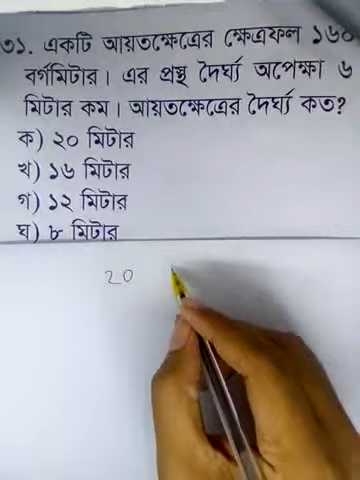 ৩১. একটি আয়তক্ষেত্রের ক্ষেত্রফল ১৬০
বর্গমিটার। এর প্রস্থ দৈর্ঘ্য অপেক্ষা ৬
মিটার কম। আয়তক্ষেত্রের দৈর্ঘ্য কত?
ক) ২০ মিটার
খ) ১৬ মিটার
গ) ১২ মিটার
ঘ) ৮ মিটার
20